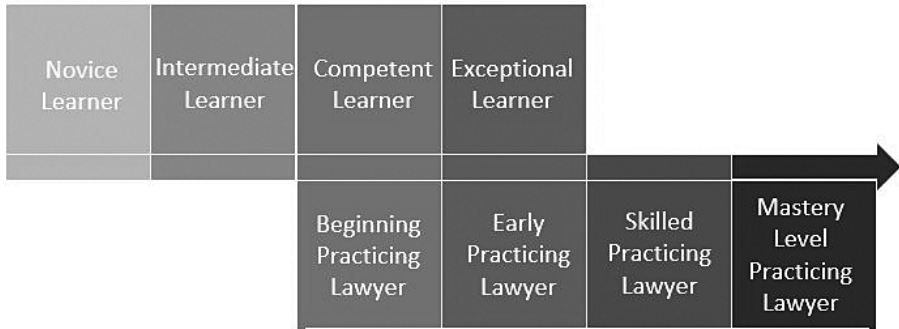 Novice
Learner
Intermediate
Learner
Competent
Learner
Exceptional
Learner
Beginning
Practicing
Lawyer
Early
Practicing
Lawyer
Skilled
Practicing
Lawyer
Mastery
Level
Practicing
Lawyer